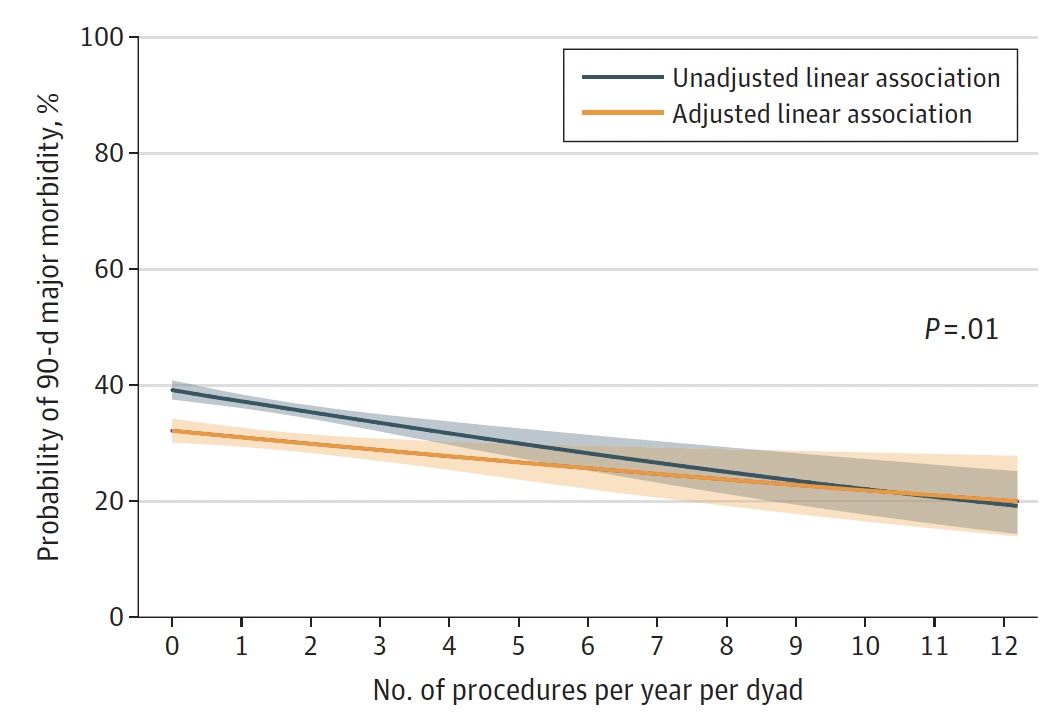 100
80
60
40
20
0
Probability of 90-d major morbidity, %
Unadjusted linear association
Adjusted linear association
P=.01
0 1 2 3 4 5 6 7 8 9 10 11 12
No. of procedures per year per dyad